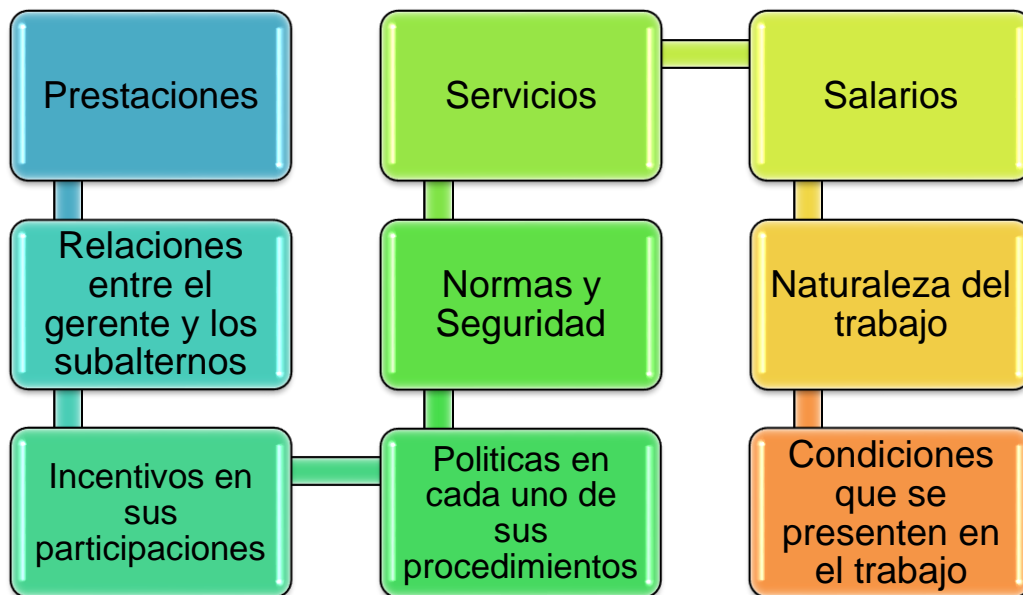 Prestaciones
Relaciones
entre el
gerente y los
subalternos
Incentivos en
sus
participaciones
Politicas en
cada uno de
sus
procedimientos
Normas y
Seguridad
Servicios
Salarios
Naturaleza del
trabajo
Condiciones
que se
presenten en
el trabajo